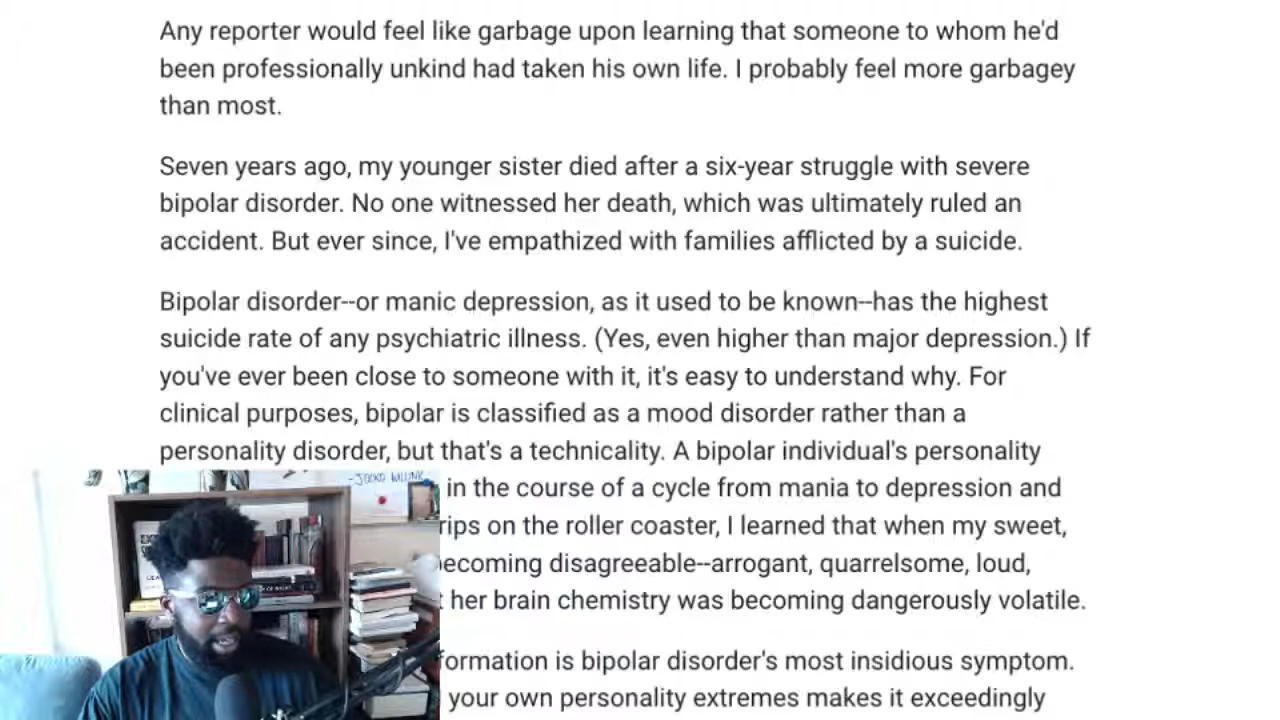 Any reporter would feel like garbage upon learning that someone to whom he'd
been professionally unkind had taken his own life. I probably feel more garbagey
than most.
Seven years ago, my younger sister died after a six-year struggle with severe
bipolar disorder. No one witnessed her death, which was ultimately ruled an
accident. But ever since, I've empathized with families afflicted by a suicide.
Bipolar disorder--or manic depression, as it used to be known--has the highest
suicide rate of any psychiatric illness. (Yes, even higher than major depression.) If
you've ever been close to someone with it, it's easy to understand why. For
clinical purposes, bipolar is classified as a mood disorder rather than a
personality disorder, but that's a technicality. A bipolar individual's personality
in the course of a cycle from mania to depression and
rips on the roller coaster, I learned that when my sweet,
ecoming disagreeable--arrogant, quarrelsome, loud,
her brain chemistry was becoming dangerously volatile.
formation is bipolar disorder's most insidious symptom.
your own personality extremes makes it exceedingly
-JOCKO WILLINK